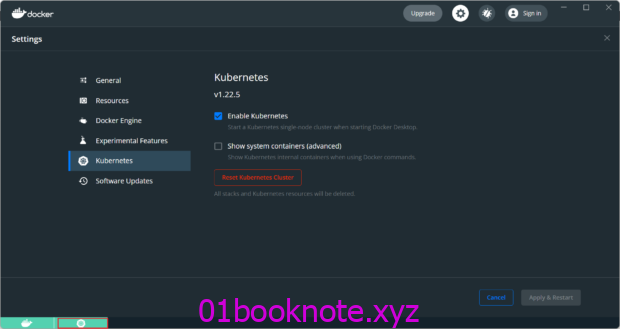 docker
Upgrade
Sign in
Settings
General
Resources
Docker Engine
Experimental Features
Kubernetes
Software Updates
Kubernetes
v1.22.5
Enable Kubernetes
Start a Kubernetes single-node cluster when starting Docker Desktop.
Show system containers (advanced)
Show Kubernetes internal containers when using Docker commands.
Reset Kubernetes Cluster
All stacks and Kubernetes resources will be deleted.
Cancel
Apply & Restart
01booknote.xyz